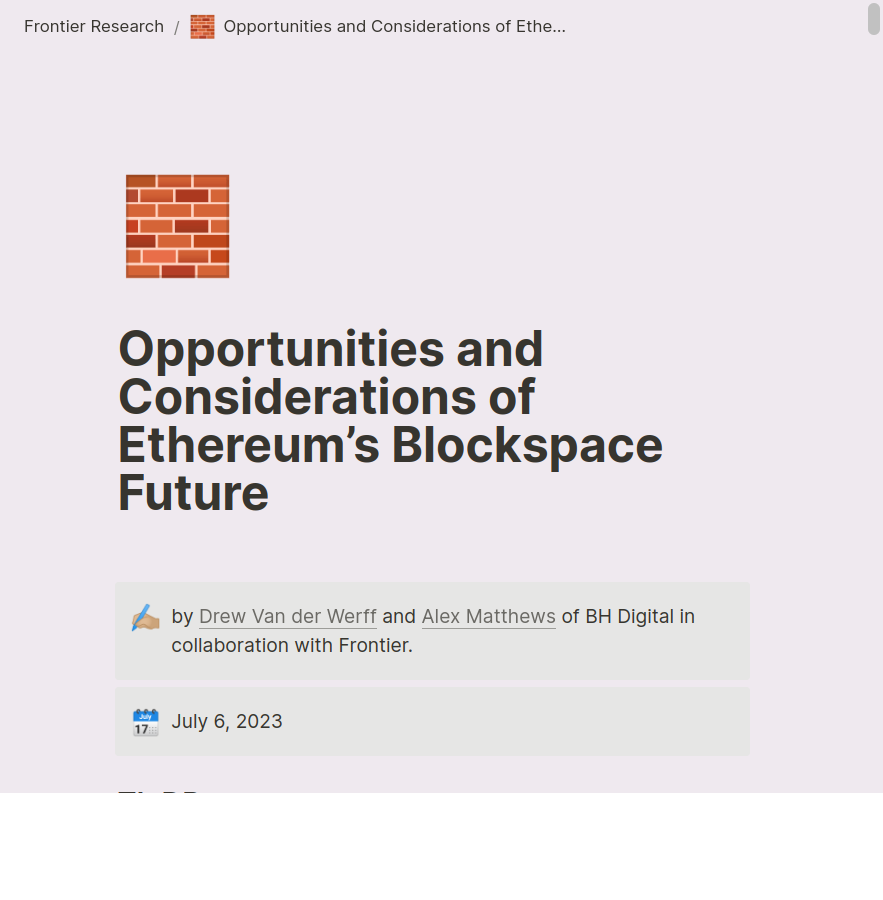 Frontier Research / Opportunities and Considerations of Ethe...
Opportunities and
Considerations of
Ethereum’s Blockspace
Future
by Drew Van der Werff and Alex Matthews of BH Digital in
collaboration with Frontier.
July
17
July 6, 2023